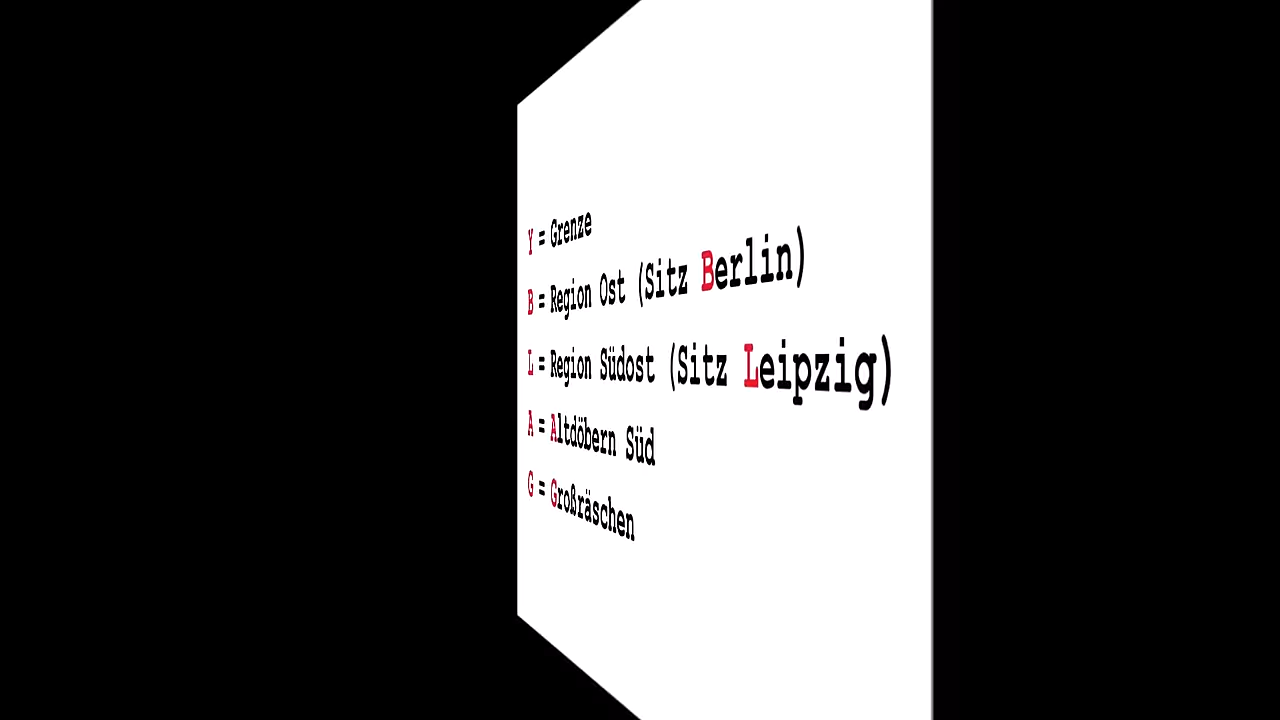 Y = Grenze
B = Region Ost (Sitz Berlin)
L = Region Südost (Sitz Leipzig)
A = Altdöbern Süd
G = Großräschen